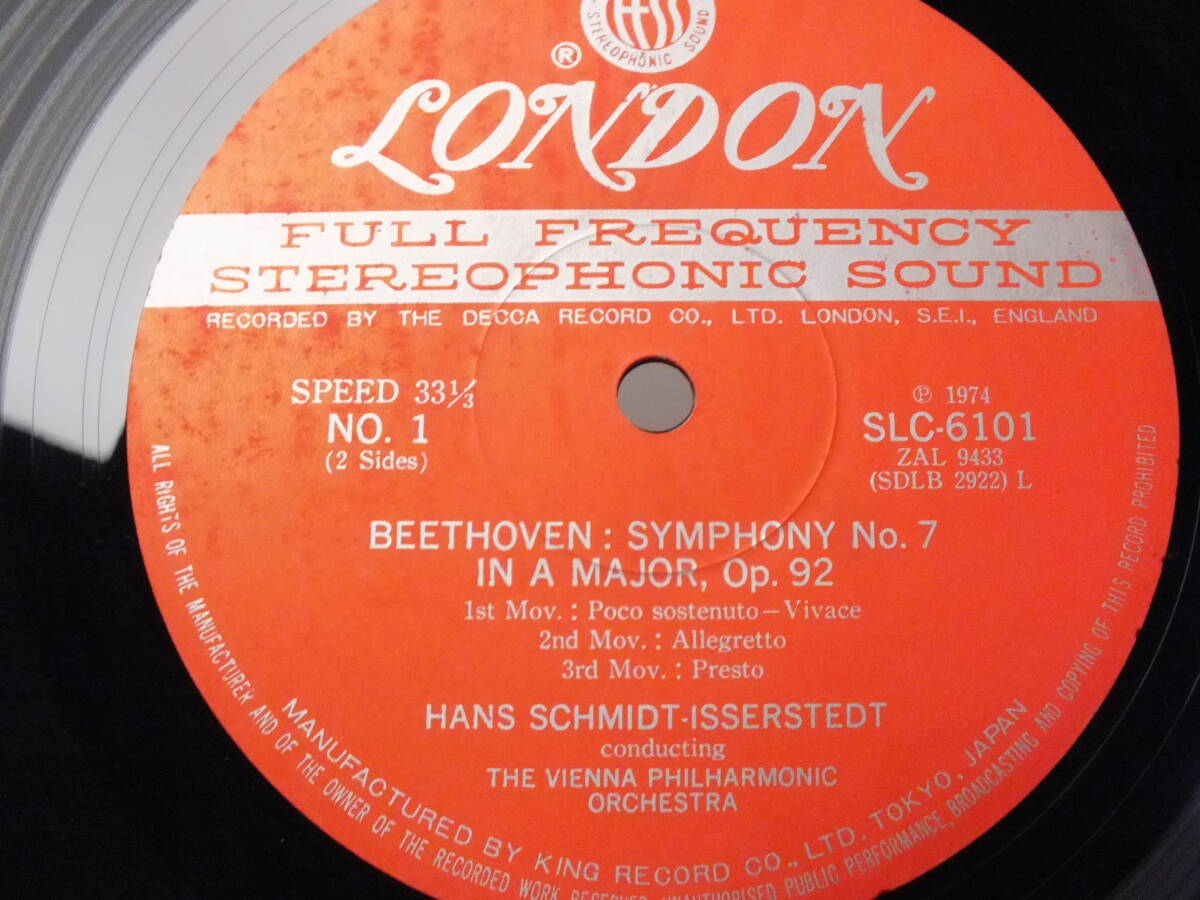 FFSS
STEREOPHONIC SOUND
®
LONDON
FULL FREQUENCY
STEREOPHONIC SOUND
RECORDED BY THE DECCA RECORD CO., LTD. LONDON, S.E.I., ENGLAND
SPEED 33⅓
NO. 1
(2 Sides)
℗ 1974
SLC-6101
ZAL 9433
(SDLB 2922) L
BEETHOVEN : SYMPHONY No. 7
IN A MAJOR, Op. 92
1st Mov. : Poco sostenuto – Vivace
2nd Mov. : Allegretto
3rd Mov. : Presto
HANS SCHMIDT-ISSERSTEDT
conducting
THE VIENNA PHILHARMONIC
ORCHESTRA
MANUFACTURED BY KING RECORD CO., LTD. TOKYO, JAPAN
ALL RIGHTS OF THE MANUFACTURER AND OF THE OWNER OF THE RECORDED WORK RESERVED UNAUTHORISED PUBLIC PERFORMANCE, BROADCASTING AND COPYING OF THIS RECORD PROHIBITED